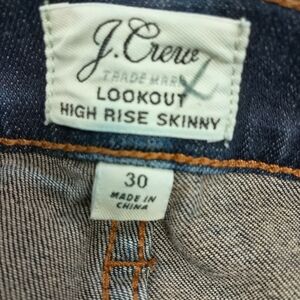 J.Crew
TRADE MARK
LOOKOUT
HIGH RISE SKINNY
30
MADE IN
CHINA